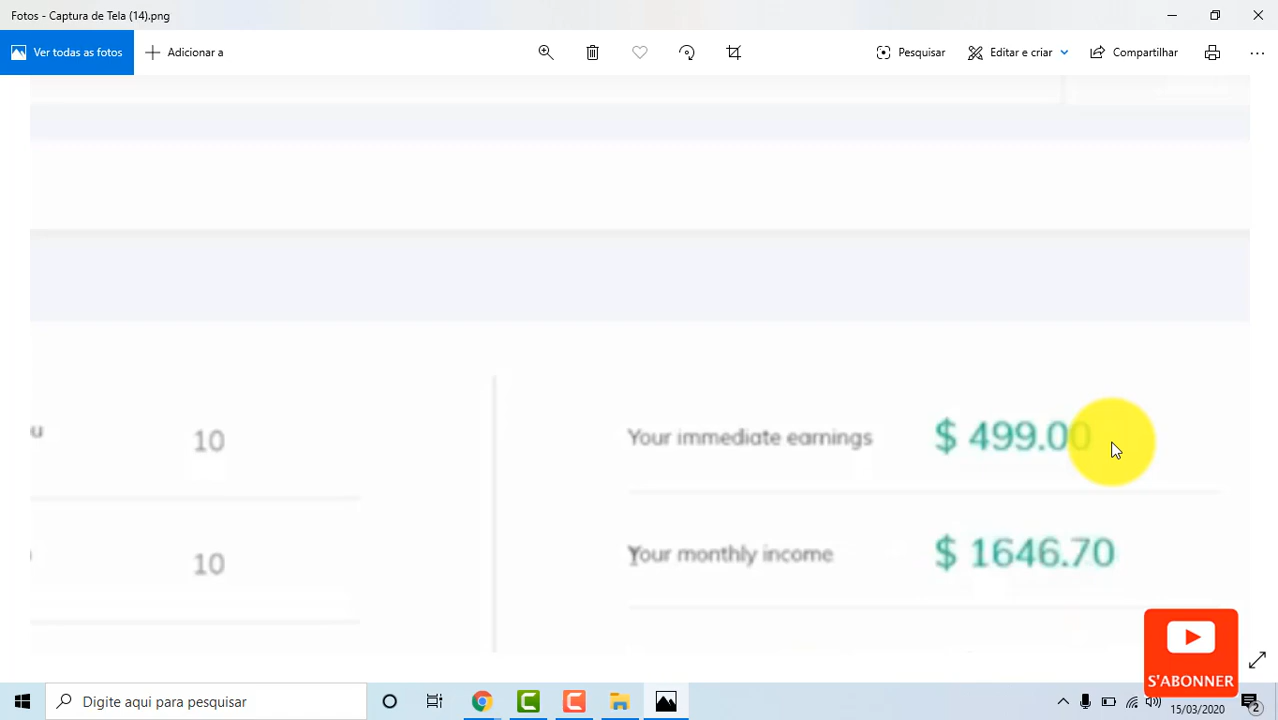 Fotos - Captura de Tela (14).png
Ver todas as fotos
Adicionar a
Pesquisar
Editar e criar
Compartilhar
u
10
Your immediate earnings
$ 499.00
10
Your monthly income
$ 1646.70
S'ABONNER
Digite aqui para pesquisar
15/03/2020
2